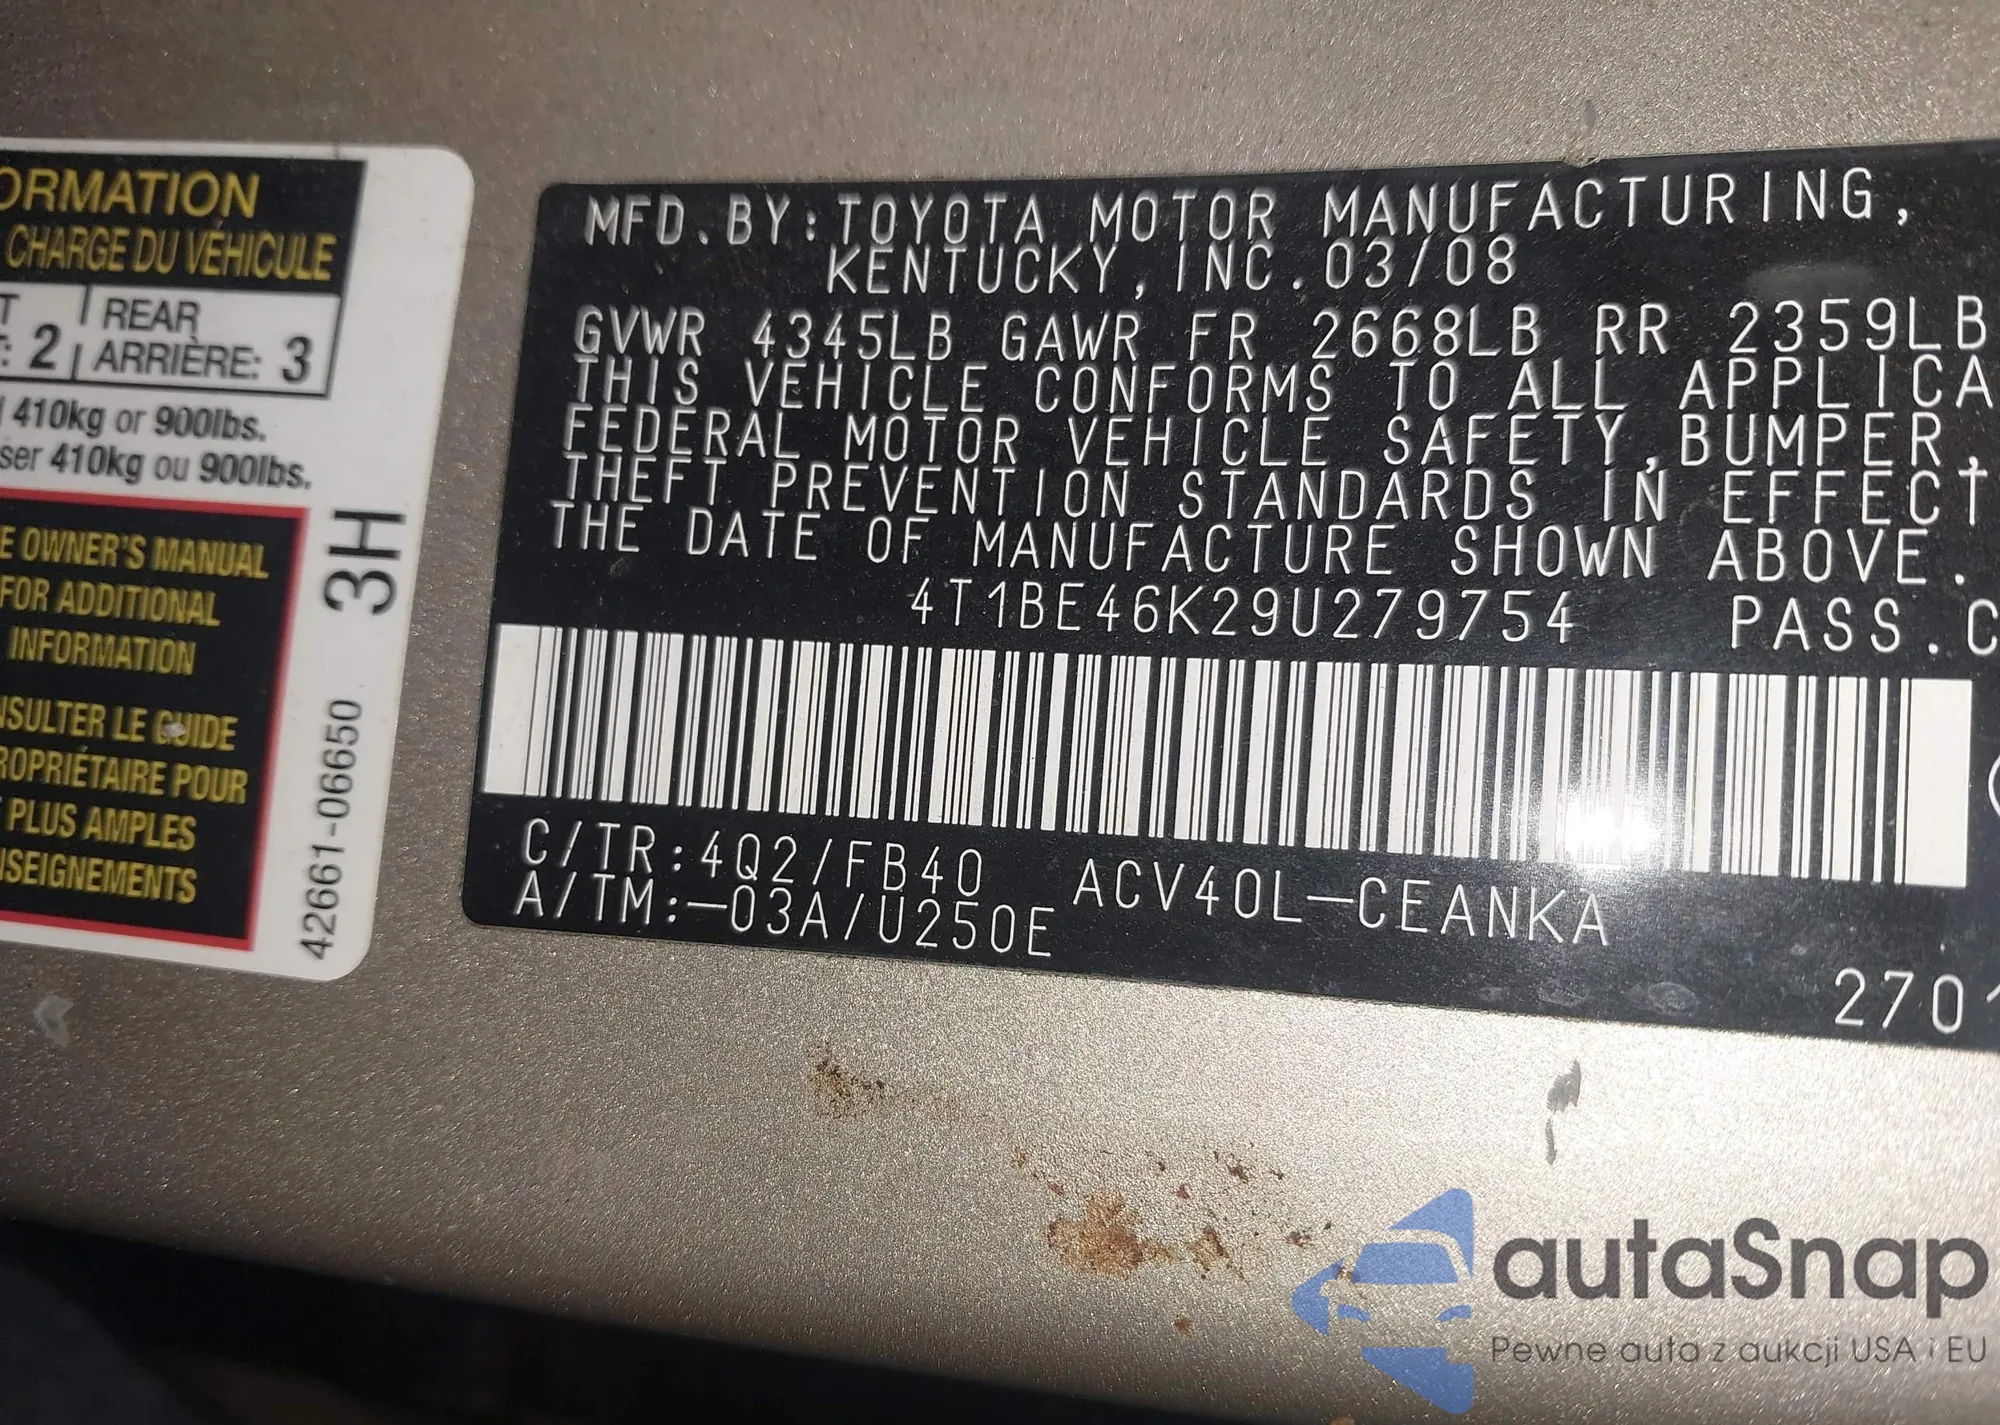 ORMATION
CHARGE DU VÉHICULE
T | REAR
: 2 | ARRIÈRE: 3
410kg or 900lbs.
ser 410kg ou 900lbs.
E OWNER'S MANUAL
FOR ADDITIONAL
INFORMATION
NSULTER LE GUIDE
ROPRIÉTAIRE POUR
PLUS AMPLES
NSEIGNEMENTS
3H
42661-06650
MFD. BY: TOYOTA MOTOR MANUFACTURING,
KENTUCKY, INC. 03/08
GVWR 4345LB GAWR FR 2668LB RR 2359LB
THIS VEHICLE CONFORMS TO ALL APPLICA
FEDERAL MOTOR VEHICLE SAFETY, BUMPER,
THEFT PREVENTION STANDARDS IN EFFECT
THE DATE OF MANUFACTURE SHOWN ABOVE.
4T1BE46K29U279754 PASS.C
C/TR:4Q2/FB40 ACV40L-CEANKA
A/TM:-03A/U250E
2701
autaSnap
Pewne auta z aukcji USA i EU